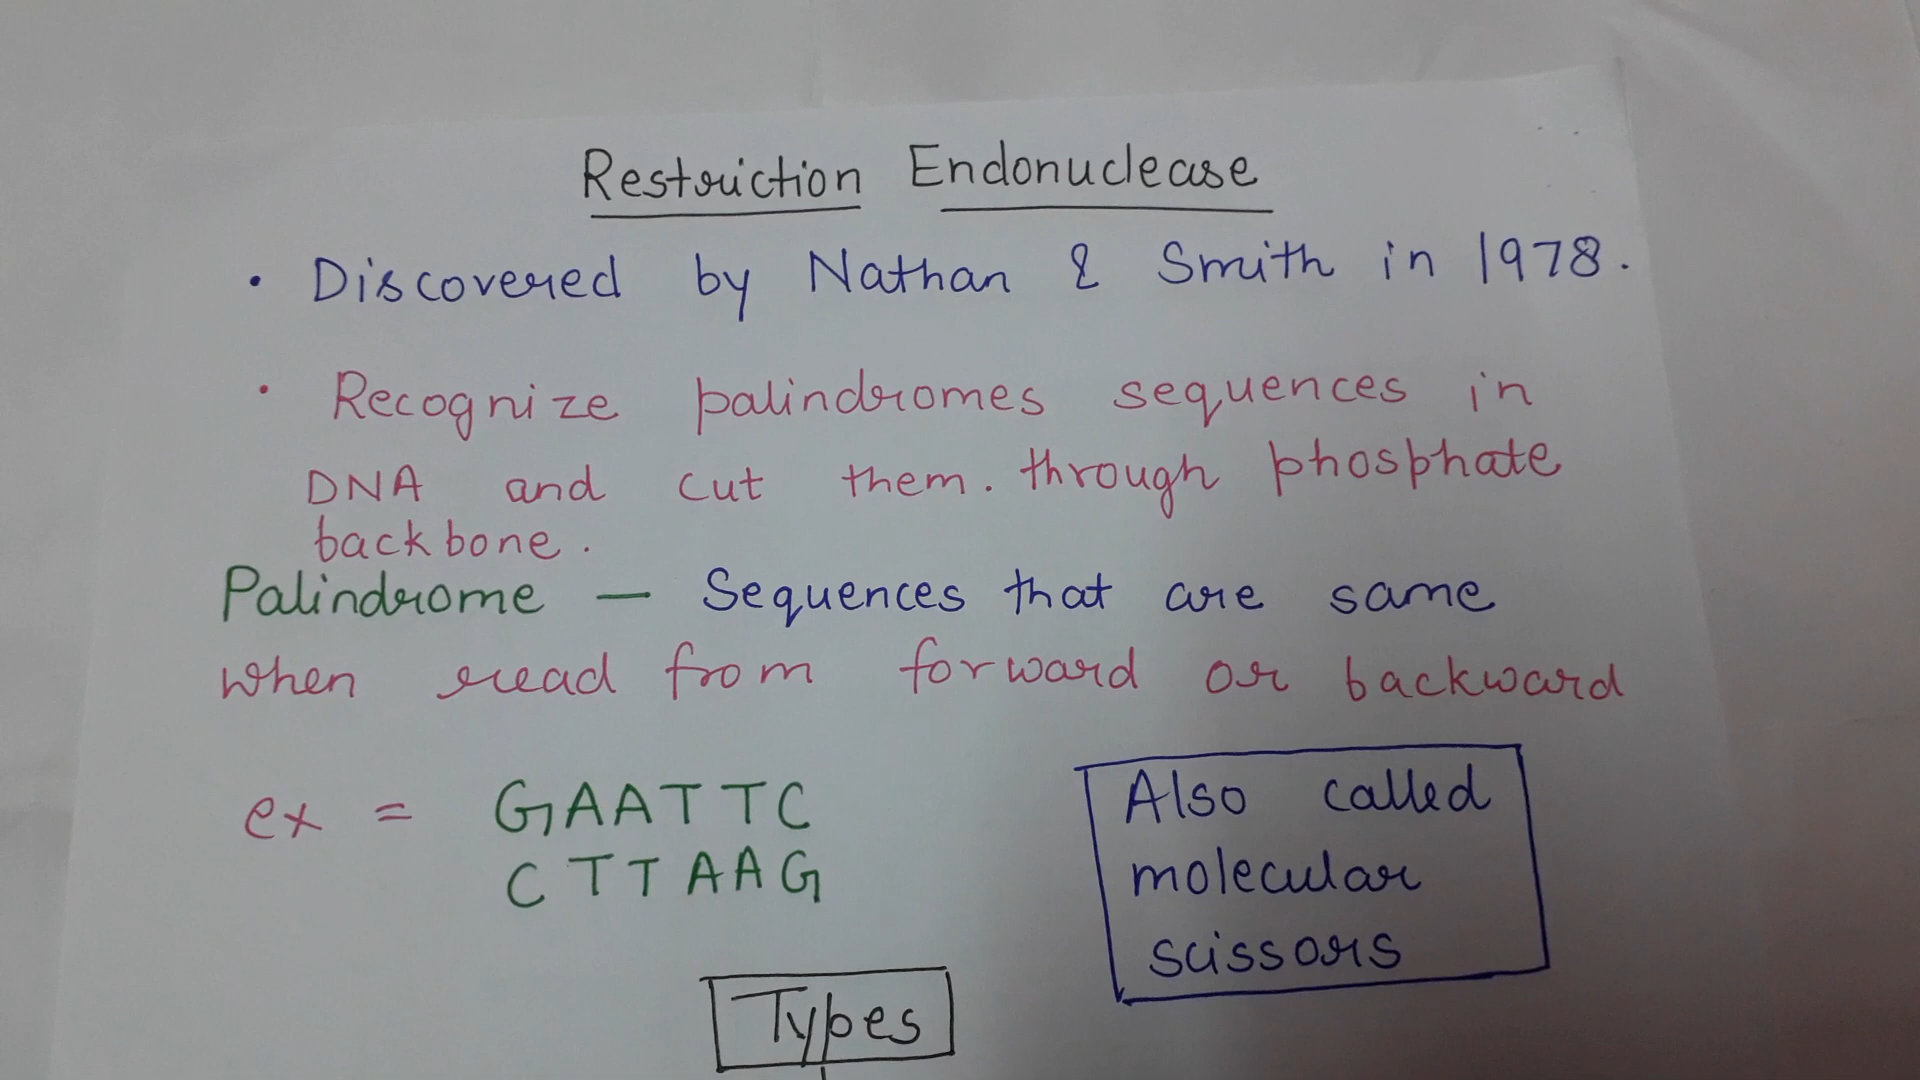 Restriction Endonuclease
• Discovered by Nathan & Smith in 1978.
• Recognize palindromes sequences in
DNA and cut them. through phosphate
backbone.
Palindrome — Sequences that are same
when read from forward or backward
ex = GAATTC
CTTAAG
Also called
molecular
scissors
Types